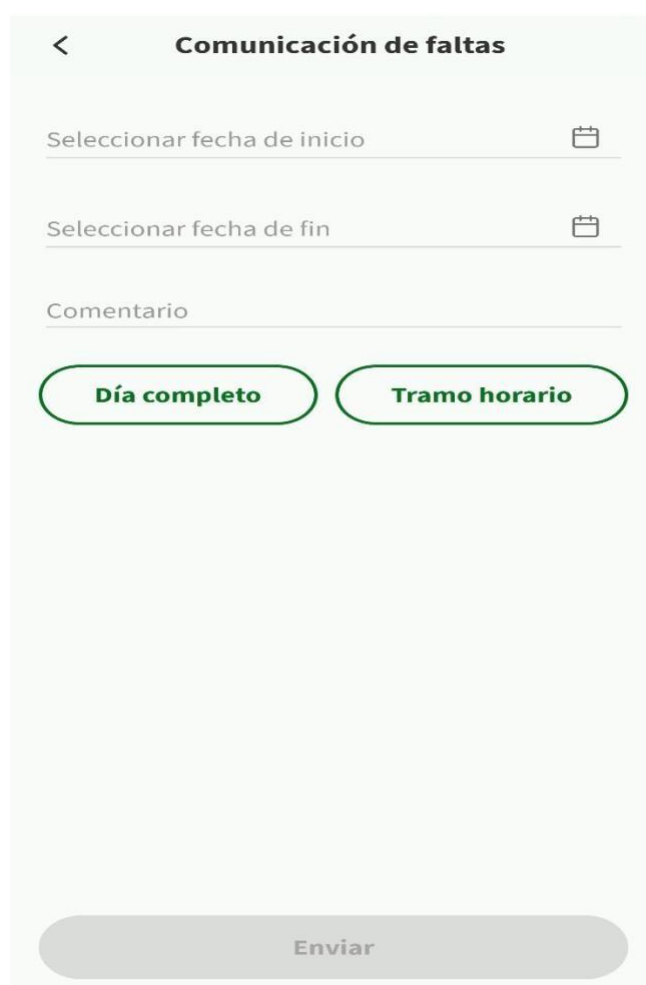 Comunicación de faltas
Seleccionar fecha de inicio
Seleccionar fecha de fin
Comentario
Día completo
Tramo horario
Enviar